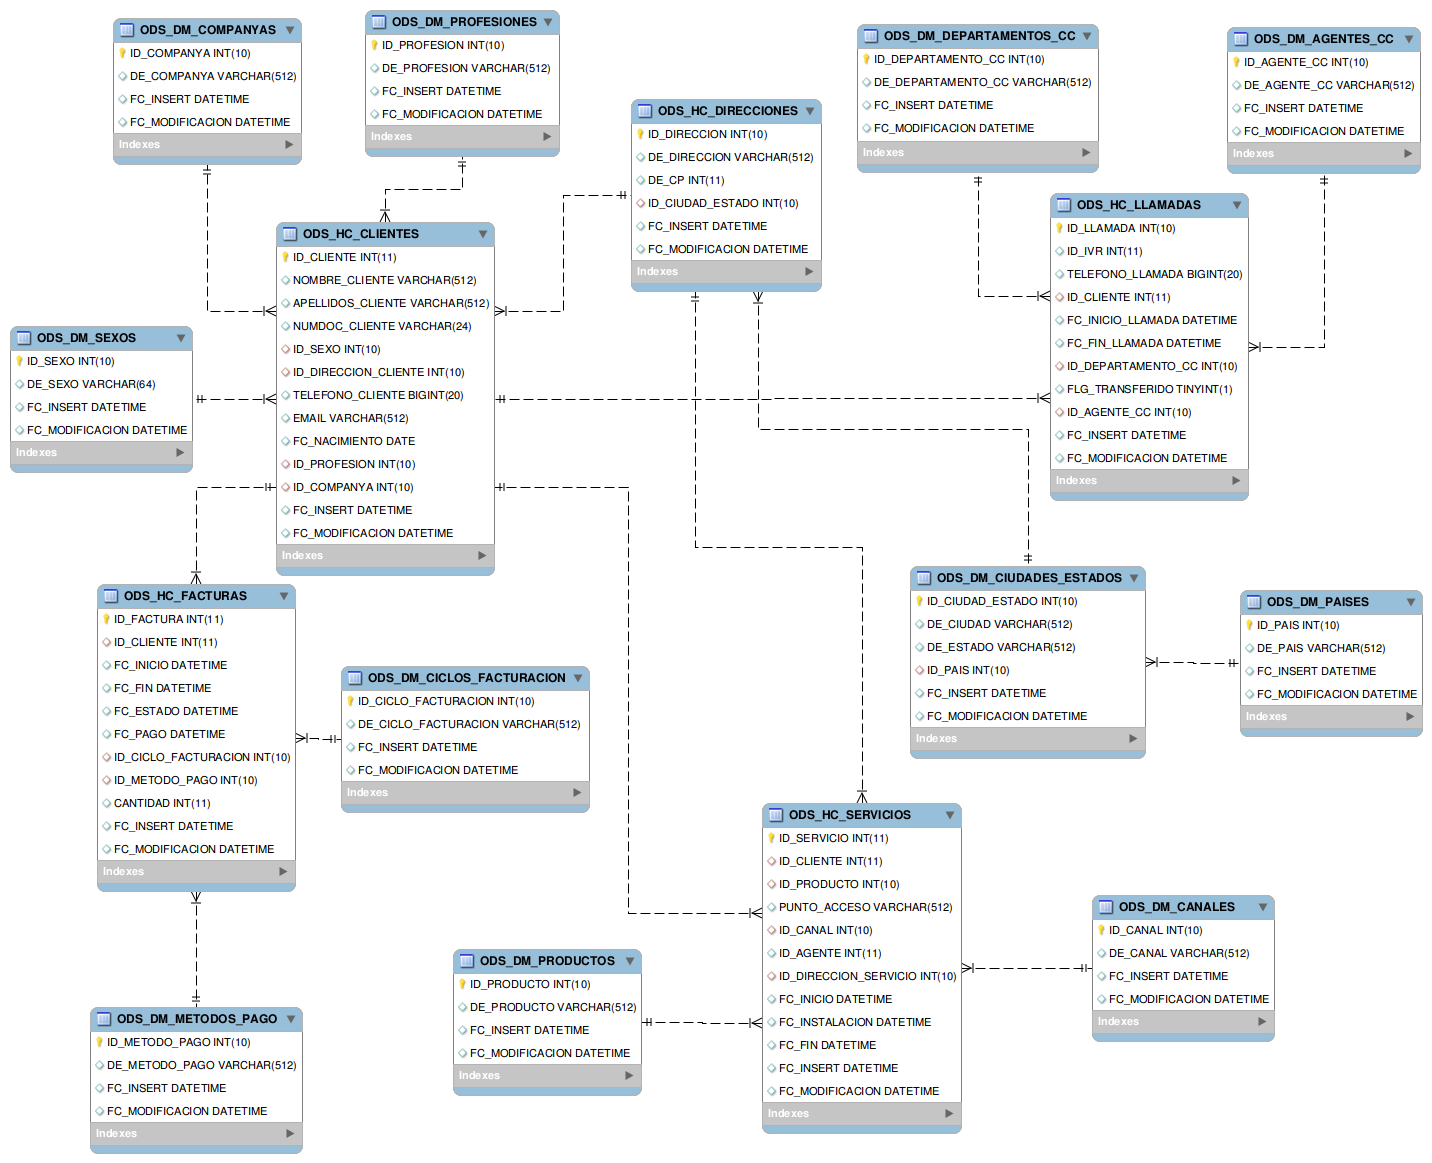 ODS_DM_COMPANYAS
ID_COMPANYA INT(10)
DE_COMPANYA VARCHAR(512)
FC_INSERT DATETIME
FC_MODIFICACION DATETIME
Indexes
ODS_DM_PROFESIONES
ID_PROFESION INT(10)
DE_PROFESION VARCHAR(512)
FC_INSERT DATETIME
FC_MODIFICACION DATETIME
Indexes
ODS_HC_DIRECCIONES
ID_DIRECCION INT(10)
DE_DIRECCION VARCHAR(512)
DE_CP INT(11)
ID_CIUDAD_ESTADO INT(10)
FC_INSERT DATETIME
FC_MODIFICACION DATETIME
Indexes
ODS_DM_DEPARTAMENTOS_CC
ID_DEPARTAMENTO_CC INT(10)
DE_DEPARTAMENTO_CC VARCHAR(512)
FC_INSERT DATETIME
FC_MODIFICACION DATETIME
Indexes
ODS_DM_AGENTES_CC
ID_AGENTE_CC INT(10)
DE_AGENTE_CC VARCHAR(512)
FC_INSERT DATETIME
FC_MODIFICACION DATETIME
Indexes
ODS_HC_CLIENTES
ID_CLIENTE INT(11)
NOMBRE_CLIENTE VARCHAR(512)
APELLIDOS_CLIENTE VARCHAR(512)
NUMDOC_CLIENTE VARCHAR(24)
ID_SEXO INT(10)
ID_DIRECCION_CLIENTE INT(10)
TELEFONO_CLIENTE BIGINT(20)
EMAIL VARCHAR(512)
FC_NACIMIENTO DATE
ID_PROFESION INT(10)
ID_COMPANYA INT(10)
FC_INSERT DATETIME
FC_MODIFICACION DATETIME
Indexes
ODS_HC_LLAMADAS
ID_LLAMADA INT(10)
ID_IVR INT(11)
TELEFONO_LLAMADA BIGINT(20)
ID_CLIENTE INT(11)
FC_INICIO_LLAMADA DATETIME
FC_FIN_LLAMADA DATETIME
ID_DEPARTAMENTO_CC INT(10)
FLG_TRANSFERIDO TINYINT(1)
ID_AGENTE_CC INT(10)
FC_INSERT DATETIME
FC_MODIFICACION DATETIME
Indexes
ODS_DM_SEXOS
ID_SEXO INT(10)
DE_SEXO VARCHAR(64)
FC_INSERT DATETIME
FC_MODIFICACION DATETIME
Indexes
ODS_HC_FACTURAS
ID_FACTURA INT(11)
ID_CLIENTE INT(11)
FC_INICIO DATETIME
FC_FIN DATETIME
FC_ESTADO DATETIME
FC_PAGO DATETIME
ID_CICLO_FACTURACION INT(10)
ID_METODO_PAGO INT(10)
CANTIDAD INT(11)
FC_INSERT DATETIME
FC_MODIFICACION DATETIME
Indexes
ODS_DM_CICLOS_FACTURACION
ID_CICLO_FACTURACION INT(10)
DE_CICLO_FACTURACION VARCHAR(512)
FC_INSERT DATETIME
FC_MODIFICACION DATETIME
Indexes
ODS_DM_CIUDADES_ESTADOS
ID_CIUDAD_ESTADO INT(10)
DE_CIUDAD VARCHAR(512)
DE_ESTADO VARCHAR(512)
ID_PAIS INT(10)
FC_INSERT DATETIME
FC_MODIFICACION DATETIME
Indexes
ODS_DM_PAISES
ID_PAIS INT(10)
DE_PAIS VARCHAR(512)
FC_INSERT DATETIME
FC_MODIFICACION DATETIME
Indexes
ODS_HC_SERVICIOS
ID_SERVICIO INT(11)
ID_CLIENTE INT(11)
ID_PRODUCTO INT(10)
PUNTO_ACCESO VARCHAR(512)
ID_CANAL INT(10)
ID_AGENTE INT(11)
ID_DIRECCION_SERVICIO INT(10)
FC_INICIO DATETIME
FC_INSTALACION DATETIME
FC_FIN DATETIME
FC_INSERT DATETIME
FC_MODIFICACION DATETIME
Indexes
ODS_DM_CANALES
ID_CANAL INT(10)
DE_CANAL VARCHAR(512)
FC_INSERT DATETIME
FC_MODIFICACION DATETIME
Indexes
ODS_DM_PRODUCTOS
ID_PRODUCTO INT(10)
DE_PRODUCTO VARCHAR(512)
FC_INSERT DATETIME
FC_MODIFICACION DATETIME
Indexes
ODS_DM_METODOS_PAGO
ID_METODO_PAGO INT(10)
DE_METODO_PAGO VARCHAR(512)
FC_INSERT DATETIME
FC_MODIFICACION DATETIME
Indexes